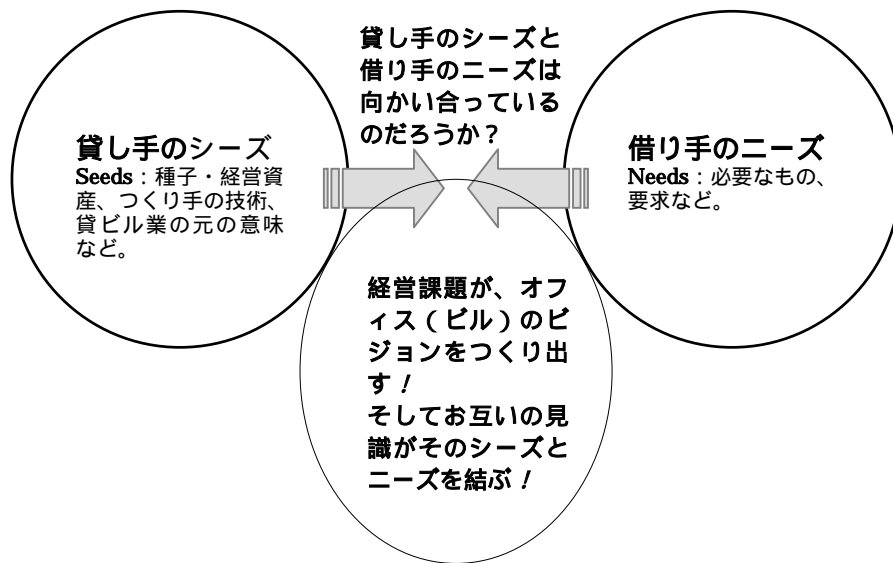 貸し手のシーズと
借り手のニーズは
向かい合っている
のだろうか？
貸し手のシーズ
Seeds：種子・経営資
産、つくり手の技術、
貸ビル業の元の意味
など。
借り手のニーズ
Needs：必要なもの、
要求など。
経営課題が、オフ
ィス（ビル）のビ
ジョンをつくり出
す！
そしてお互いの見
識がそのシーズと
ニーズを結ぶ！